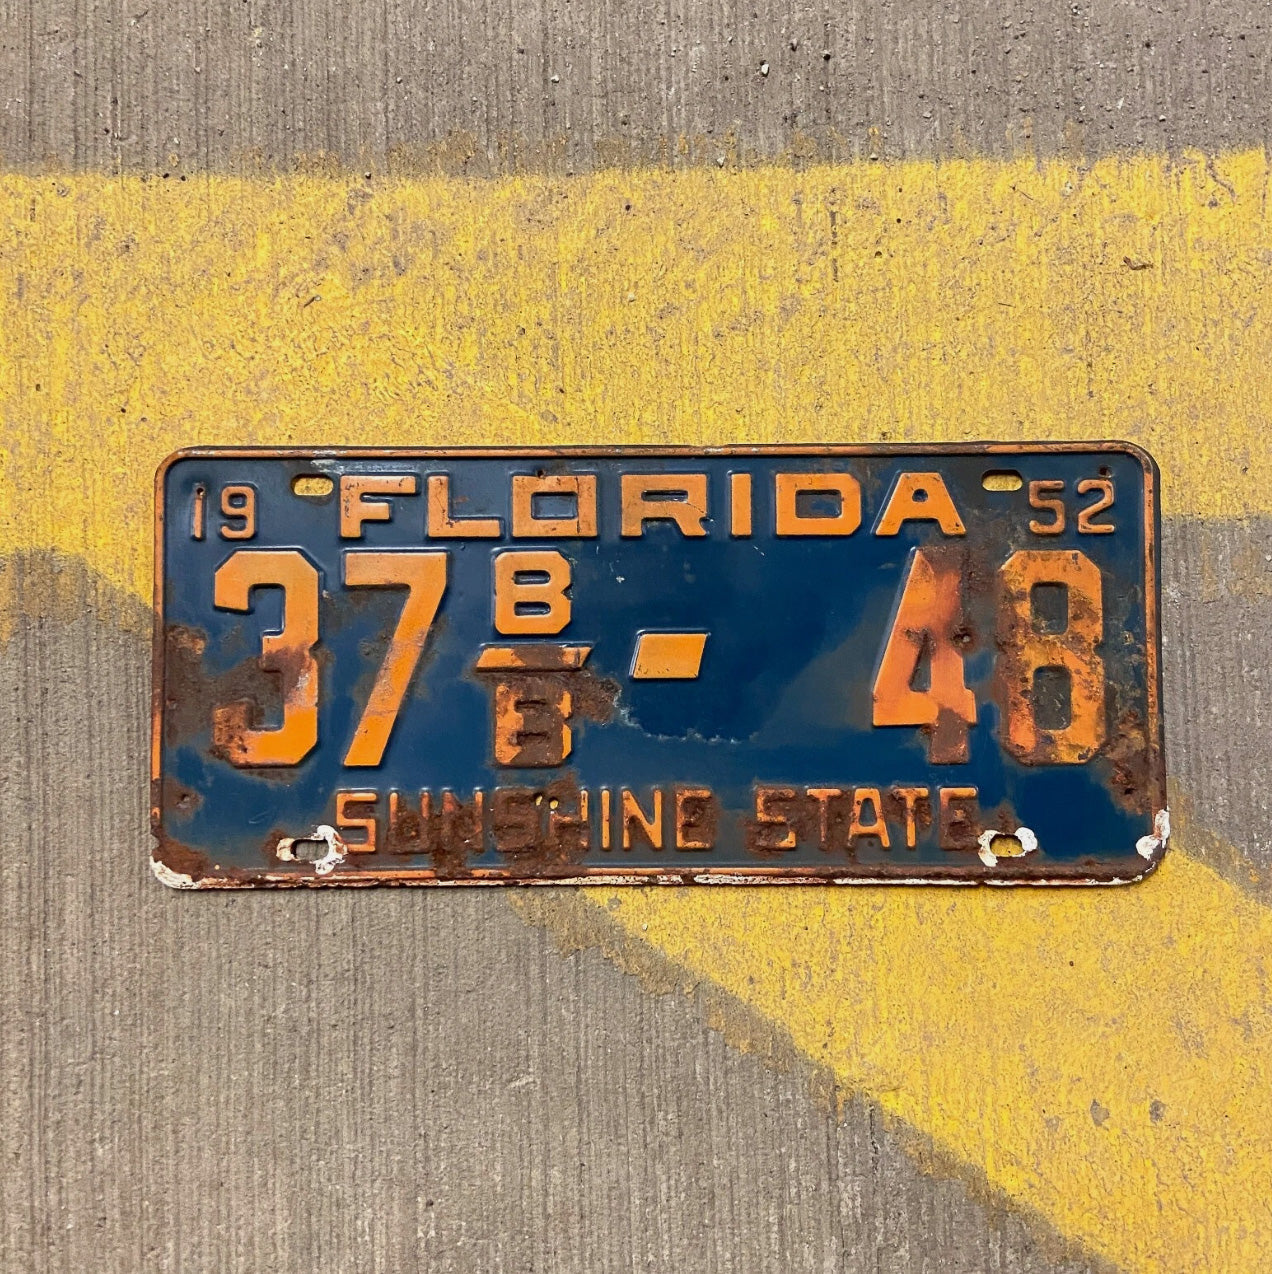 19 FLORIDA 52
37 B/B - 48
SUNSHINE STATE